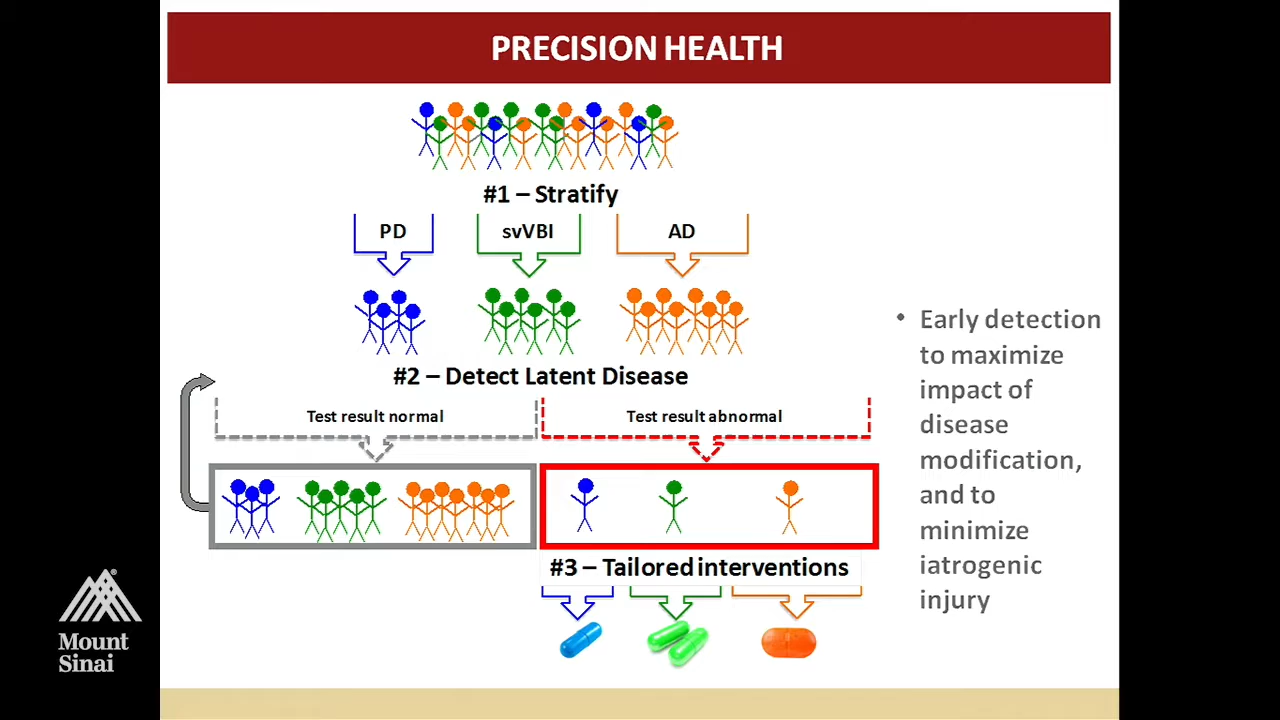 PRECISION HEALTH
#1 – Stratify
PD
svVBI
AD
#2 – Detect Latent Disease
Test result normal
Test result abnormal
#3 – Tailored interventions
• Early detection
to maximize
impact of
disease
modification,
and to
minimize
iatrogenic
injury
Mount
Sinai